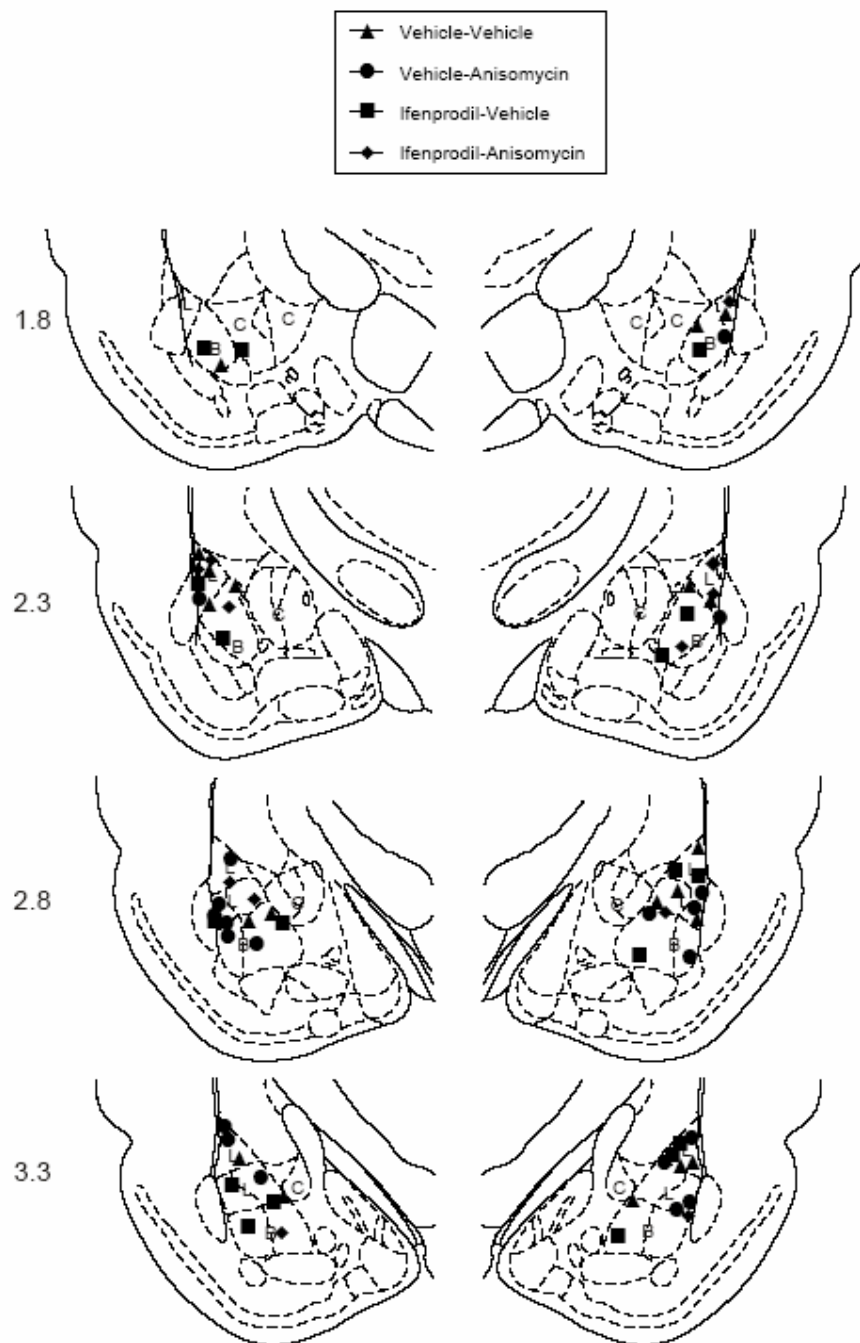 Vehicle-Vehicle
Vehicle-Anisomycin
Ifenprodil-Vehicle
Ifenprodil-Anisomycin
1.8
L
C
C
B
C
C
B
2.3
L
C
B
C
L
B
2.8
L
L
C
B
C
L
B
3.3
L
L
C
B
C
L
L
B